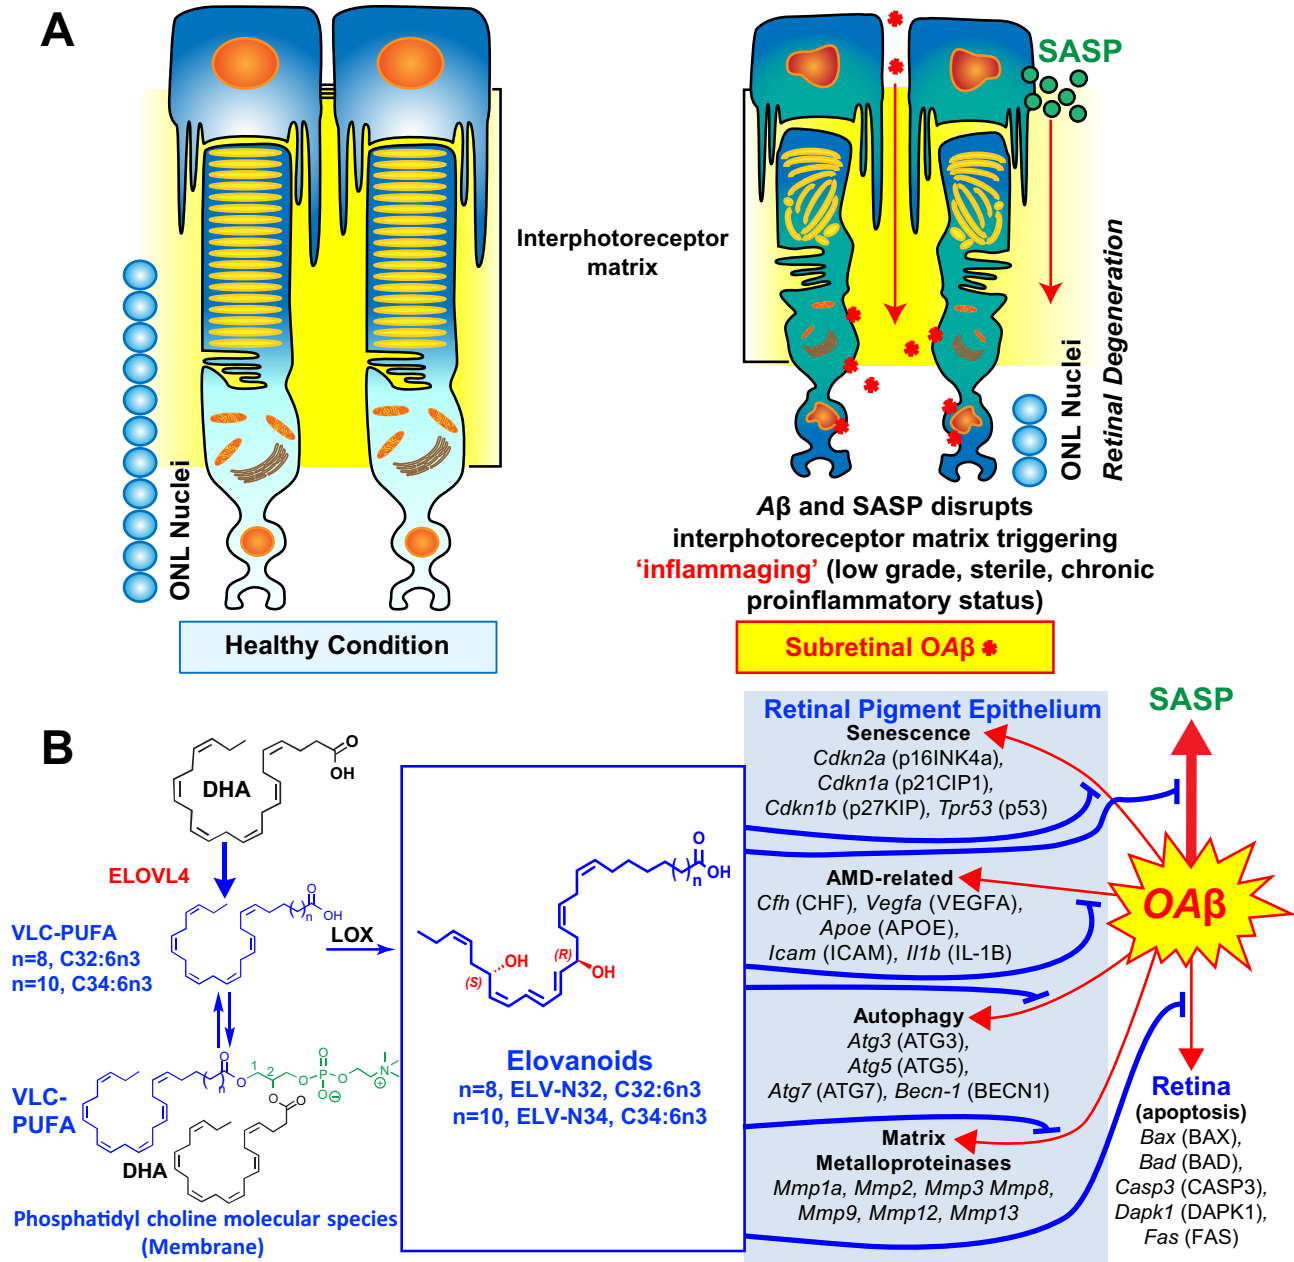 A
SASP
Interphotoreceptor
matrix
ONL Nuclei
ONL Nuclei
Retinal Degeneration
Aβ and SASP disrupts
interphotoreceptor matrix triggering
‘inflammaging’ (low grade, sterile, chronic
proinflammatory status)
Healthy Condition
Subretinal OAβ
B
DHA
O
OH
ELOVL4
VLC-PUFA
n=8, C32:6n3
n=10, C34:6n3
O
OH
n
LOX
VLC-
PUFA
O
n
O
1
2
O
O
P
O
O
⊖
O
N
⊕
O
DHA
Phosphatidyl choline molecular species
(Membrane)
O
OH
n
OH
(S)
(R)
OH
Elovanoids
n=8, ELV-N32, C32:6n3
n=10, ELV-N34, C34:6n3
Retinal Pigment Epithelium
Senescence
Cdkn2a (p16INK4a),
Cdkn1a (p21CIP1),
Cdkn1b (p27KIP), Tpr53 (p53)
AMD-related
Cfh (CHF), Vegfa (VEGFA),
Apoe (APOE),
Icam (ICAM), Il1b (IL-1B)
Autophagy
Atg3 (ATG3),
Atg5 (ATG5),
Atg7 (ATG7), Becn-1 (BECN1)
Matrix
Metalloproteinases
Mmp1a, Mmp2, Mmp3 Mmp8,
Mmp9, Mmp12, Mmp13
SASP
OAβ
Retina
(apoptosis)
Bax (BAX),
Bad (BAD),
Casp3 (CASP3),
Dapk1 (DAPK1),
Fas (FAS)